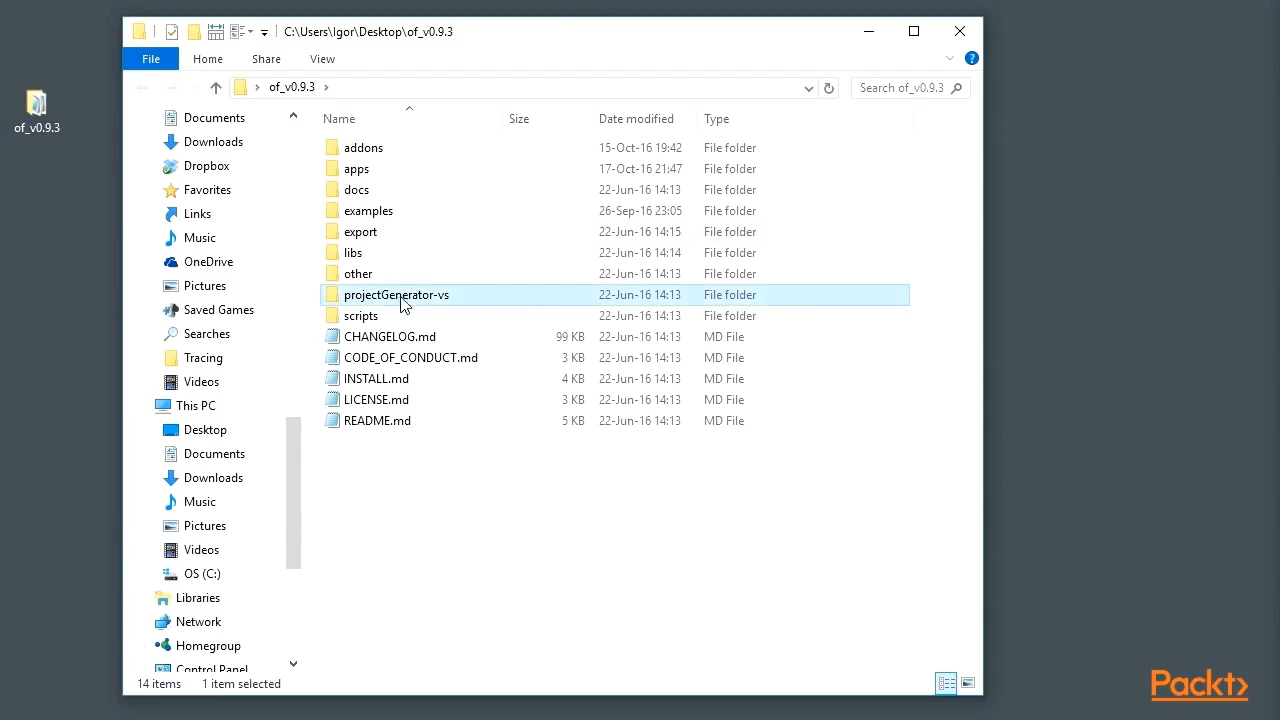 C:\Users\Igor\Desktop\of_v0.9.3
File Home Share View
of_v0.9.3
Search of_v0.9.3
of_v0.9.3
Name Size Date modified Type
Documents
Downloads
Dropbox
Favorites
Links
Music
OneDrive
Pictures
Saved Games
Searches
Tracing
Videos
This PC
Desktop
Documents
Downloads
Music
Pictures
Videos
OS (C:)
Libraries
Network
Homegroup
Control Panel
addons 15-Oct-16 19:42 File folder
apps 17-Oct-16 21:47 File folder
docs 22-Jun-16 14:13 File folder
examples 26-Sep-16 23:05 File folder
export 22-Jun-16 14:15 File folder
libs 22-Jun-16 14:14 File folder
other 22-Jun-16 14:13 File folder
projectGenerator-vs 22-Jun-16 14:13 File folder
scripts 22-Jun-16 14:13 File folder
CHANGELOG.md 99 KB 22-Jun-16 14:13 MD File
CODE_OF_CONDUCT.md 3 KB 22-Jun-16 14:13 MD File
INSTALL.md 4 KB 22-Jun-16 14:13 MD File
LICENSE.md 3 KB 22-Jun-16 14:13 MD File
README.md 5 KB 22-Jun-16 14:13 MD File
14 items 1 item selected
Packt>